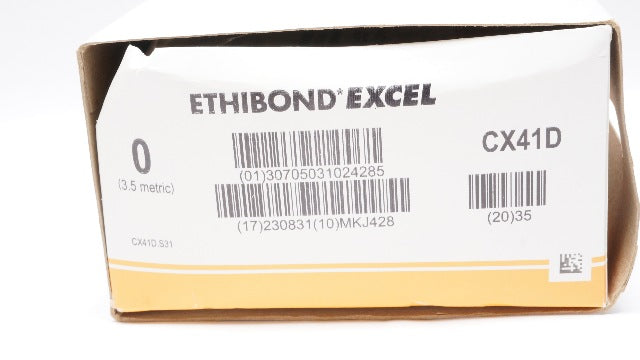 ETHIBOND* EXCEL
0
(3.5 metric)
(01)30705031024285
(17)230831(10)MKJ428
CX41D
(20)35
CX41D.S31